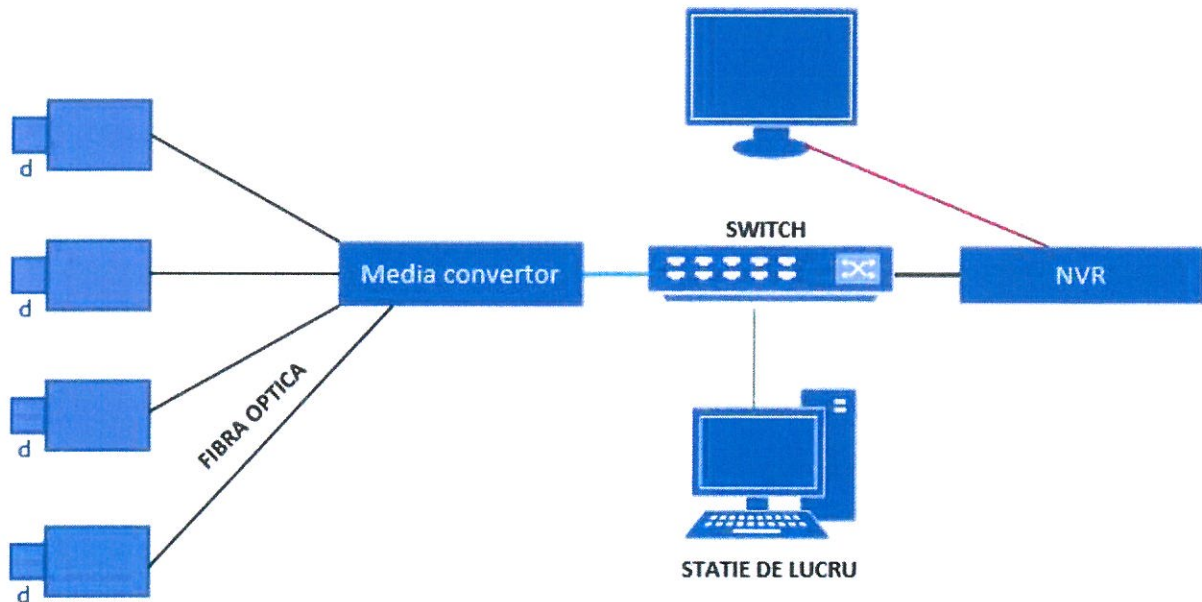 d
SWITCH
d
Media convertor
NVR
d
FIBRA OPTICA
d
STATIE DE LUCRU